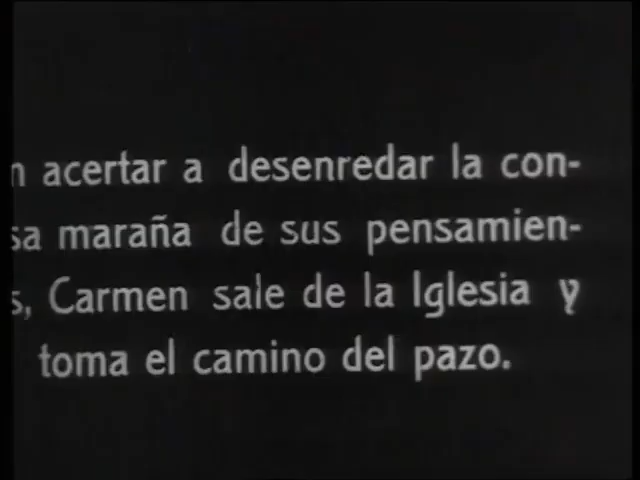 n acertar a desenredar la con-
sa maraña de sus pensamien-
s, Carmen sale de la Iglesia y
toma el camino del pazo.